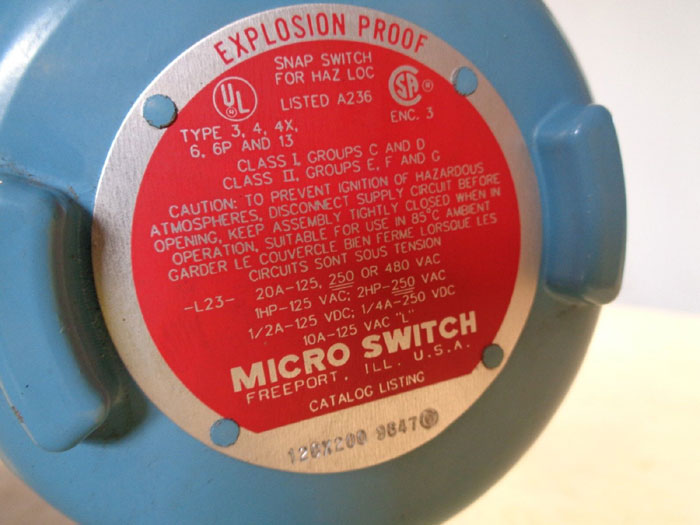 EXPLOSION PROOF
SNAP SWITCH
FOR HAZ LOC
UL
LISTED A236
SA
ENC. 3
TYPE 3, 4, 4X,
6, 6P AND 13
CLASS I, GROUPS C AND D
CLASS II, GROUPS E, F AND G
CAUTION: TO PREVENT IGNITION OF HAZARDOUS
ATMOSPHERES, DISCONNECT SUPPLY CIRCUIT BEFORE
OPENING, KEEP ASSEMBLY TIGHTLY CLOSED WHEN IN
OPERATION, SUITABLE FOR USE IN 85°C AMBIENT
GARDER LE COUVERCLE BIEN FERME LORSQUE LES
CIRCUITS SONT SOUS TENSION
-L23- 20A-125, 250 OR 480 VAC
1HP-125 VAC; 2HP-250 VAC
1/2A-125 VDC; 1/4A-250 VDC
10A-125 VAC "L"
MICRO SWITCH
FREEPORT, ILL. U.S.A.
CATALOG LISTING
9847